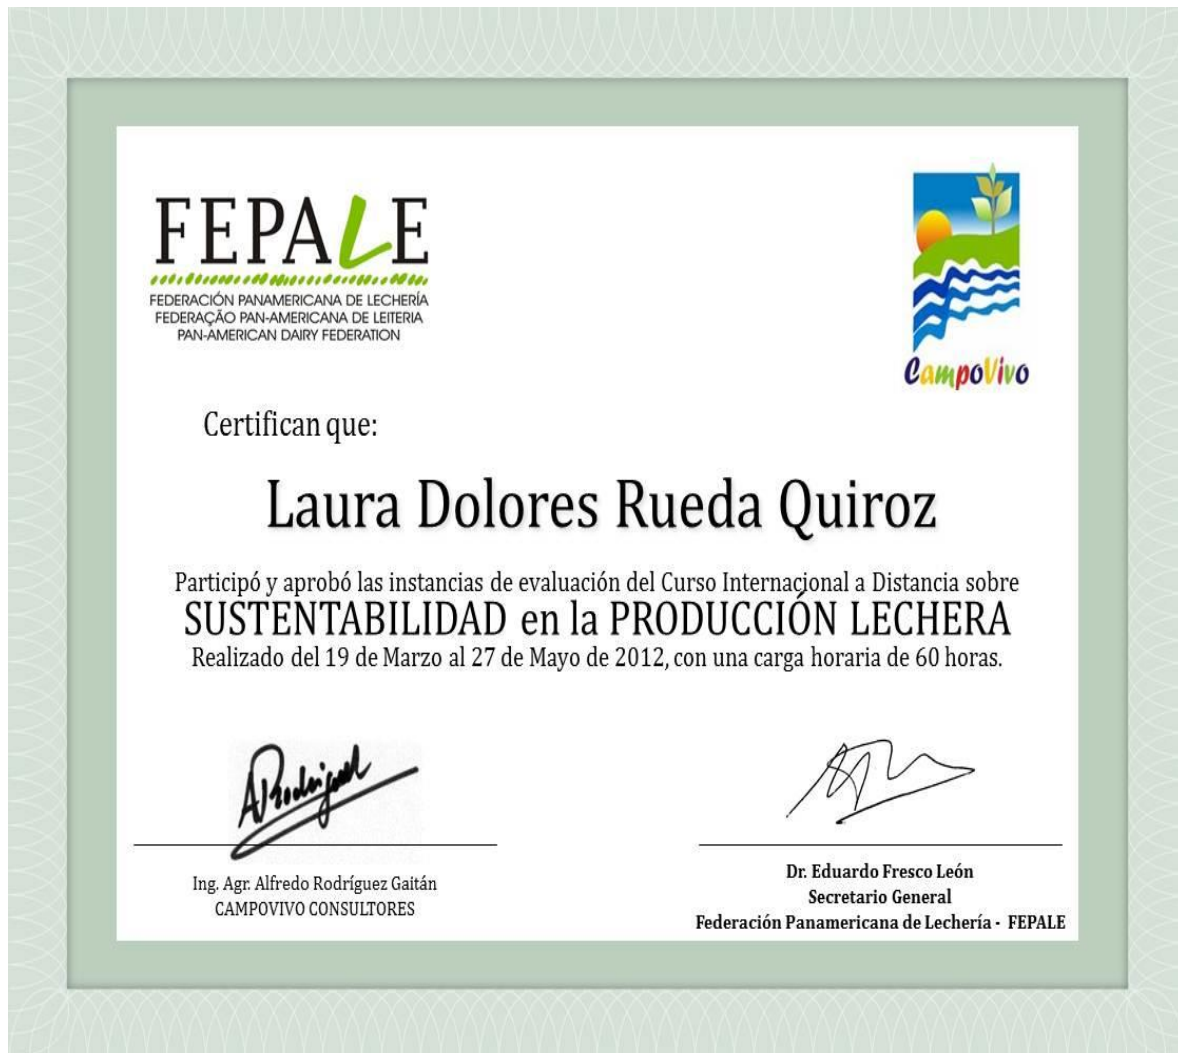 FEPALE
FEDERACIÓN PANAMERICANA DE LECHERÍA
FEDERAÇÃO PAN-AMERICANA DE LEITERIA
PAN-AMERICAN DAIRY FEDERATION
CampoVivo
Certifican que:
Laura Dolores Rueda Quiroz
Participó y aprobó las instancias de evaluación del Curso Internacional a Distancia sobre
SUSTENTABILIDAD en la PRODUCCIÓN LECHERA
Realizado del 19 de Marzo al 27 de Mayo de 2012, con una carga horaria de 60 horas.
ARodríguez
Ing. Agr. Alfredo Rodríguez Gaitán
CAMPOVIVO CONSULTORES
Dr. Eduardo Fresco León
Secretario General
Federación Panamericana de Lechería - FEPALE